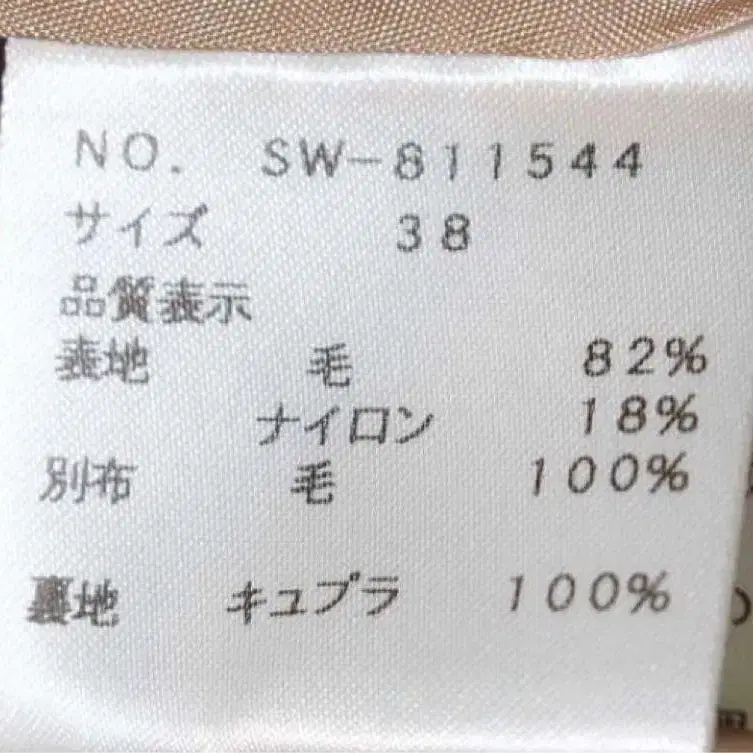 NO. SW-811544
サイズ 38
品質表示
表地 毛 82%
ナイロン 18%
別布 毛 100%
裏地 キュプラ 100%